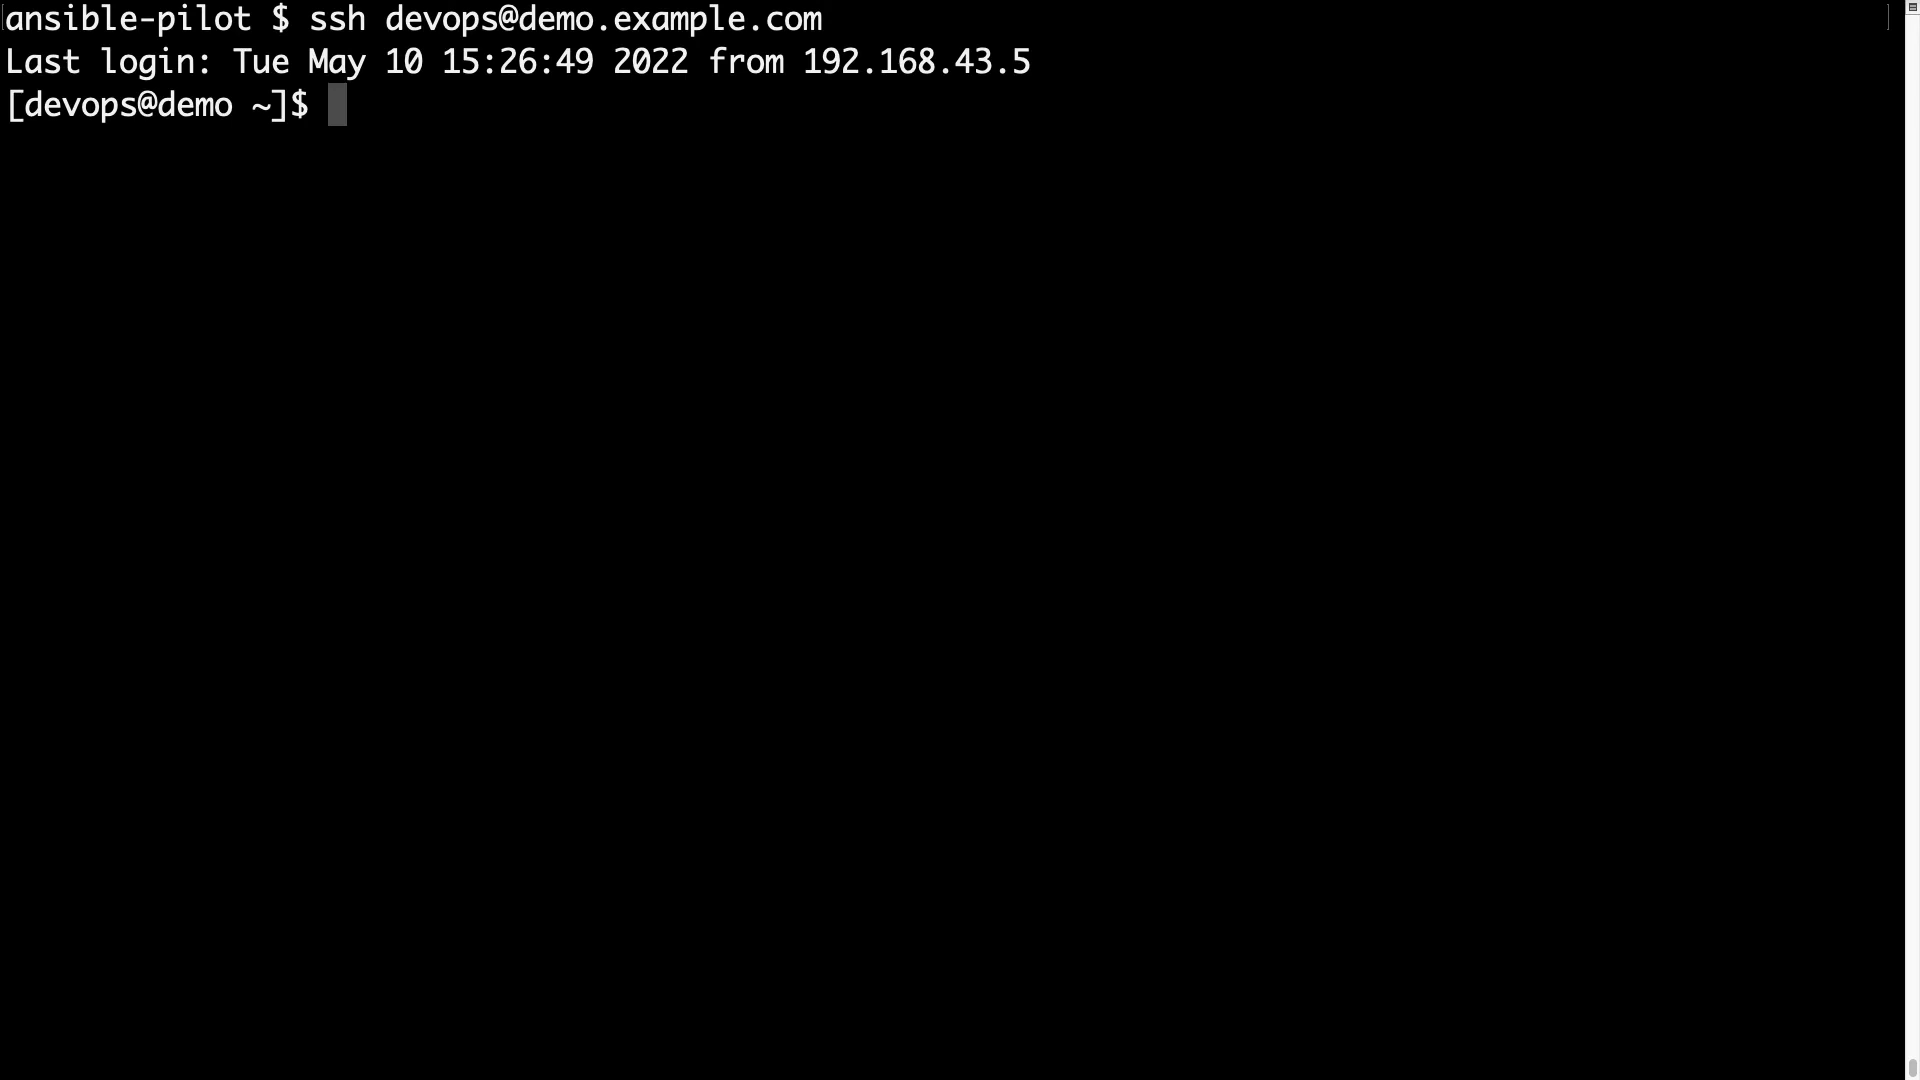 ansible-pilot $ ssh devops@demo.example.com
Last login: Tue May 10 15:26:49 2022 from 192.168.43.5
[devops@demo ~]$